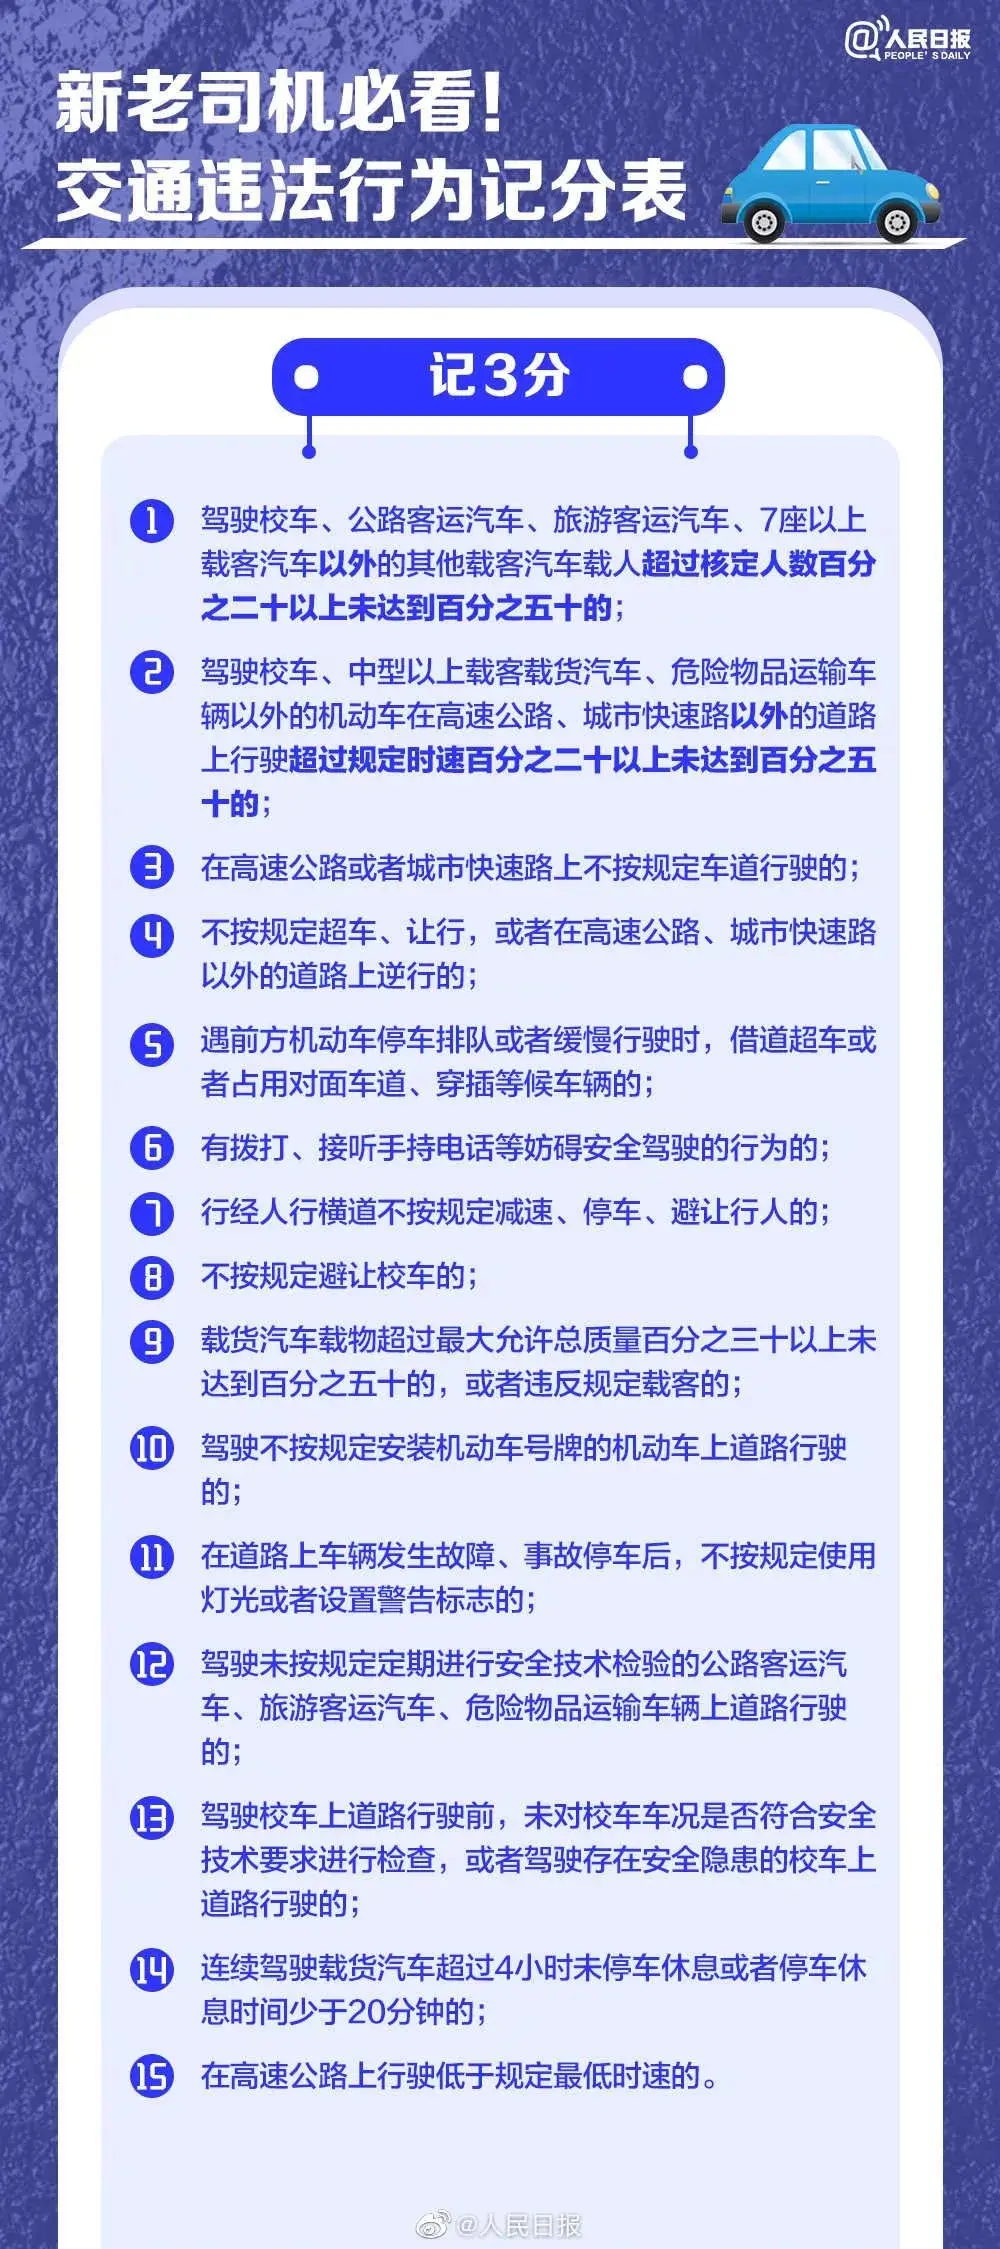 @人民日报
PEOPLE'S DAILY
新老司机必看!
交通违法行为记分表
记3分
1 驾驶校车、公路客运汽车、旅游客运汽车、7座以上
载客汽车以外的其他载客汽车载人超过核定人数百分
之二十以上未达到百分之五十的；
2 驾驶校车、中型以上载客载货汽车、危险物品运输车
辆以外的机动车在高速公路、城市快速路以外的道路
上行驶超过规定时速百分之二十以上未达到百分之五
十的；
3 在高速公路或者城市快速路上不按规定车道行驶的；
4 不按规定超车、让行，或者在高速公路、城市快速路
以外的道路上逆行的；
5 遇前方机动车停车排队或者缓慢行驶时，借道超车或
者占用对面车道、穿插等候车辆的；
6 有拨打、接听手持电话等妨碍安全驾驶的行为的；
7 行经人行横道不按规定减速、停车、避让行人的；
8 不按规定避让校车的；
9 载货汽车载物超过最大允许总质量百分之三十以上未
达到百分之五十的，或者违反规定载客的；
10 驾驶不按规定安装机动车号牌的机动车上道路行驶
的；
11 在道路上车辆发生故障、事故停车后，不按规定使用
灯光或者设置警告标志的；
12 驾驶未按规定定期进行安全技术检验的公路客运汽
车、旅游客运汽车、危险物品运输车辆上道路行驶
的；
13 驾驶校车上道路行驶前，未对校车车况是否符合安全
技术要求进行检查，或者驾驶存在安全隐患的校车上
道路行驶的；
14 连续驾驶载货汽车超过4小时未停车休息或者停车休
息时间少于20分钟的；
15 在高速公路上行驶低于规定最低时速的。
@人民日报